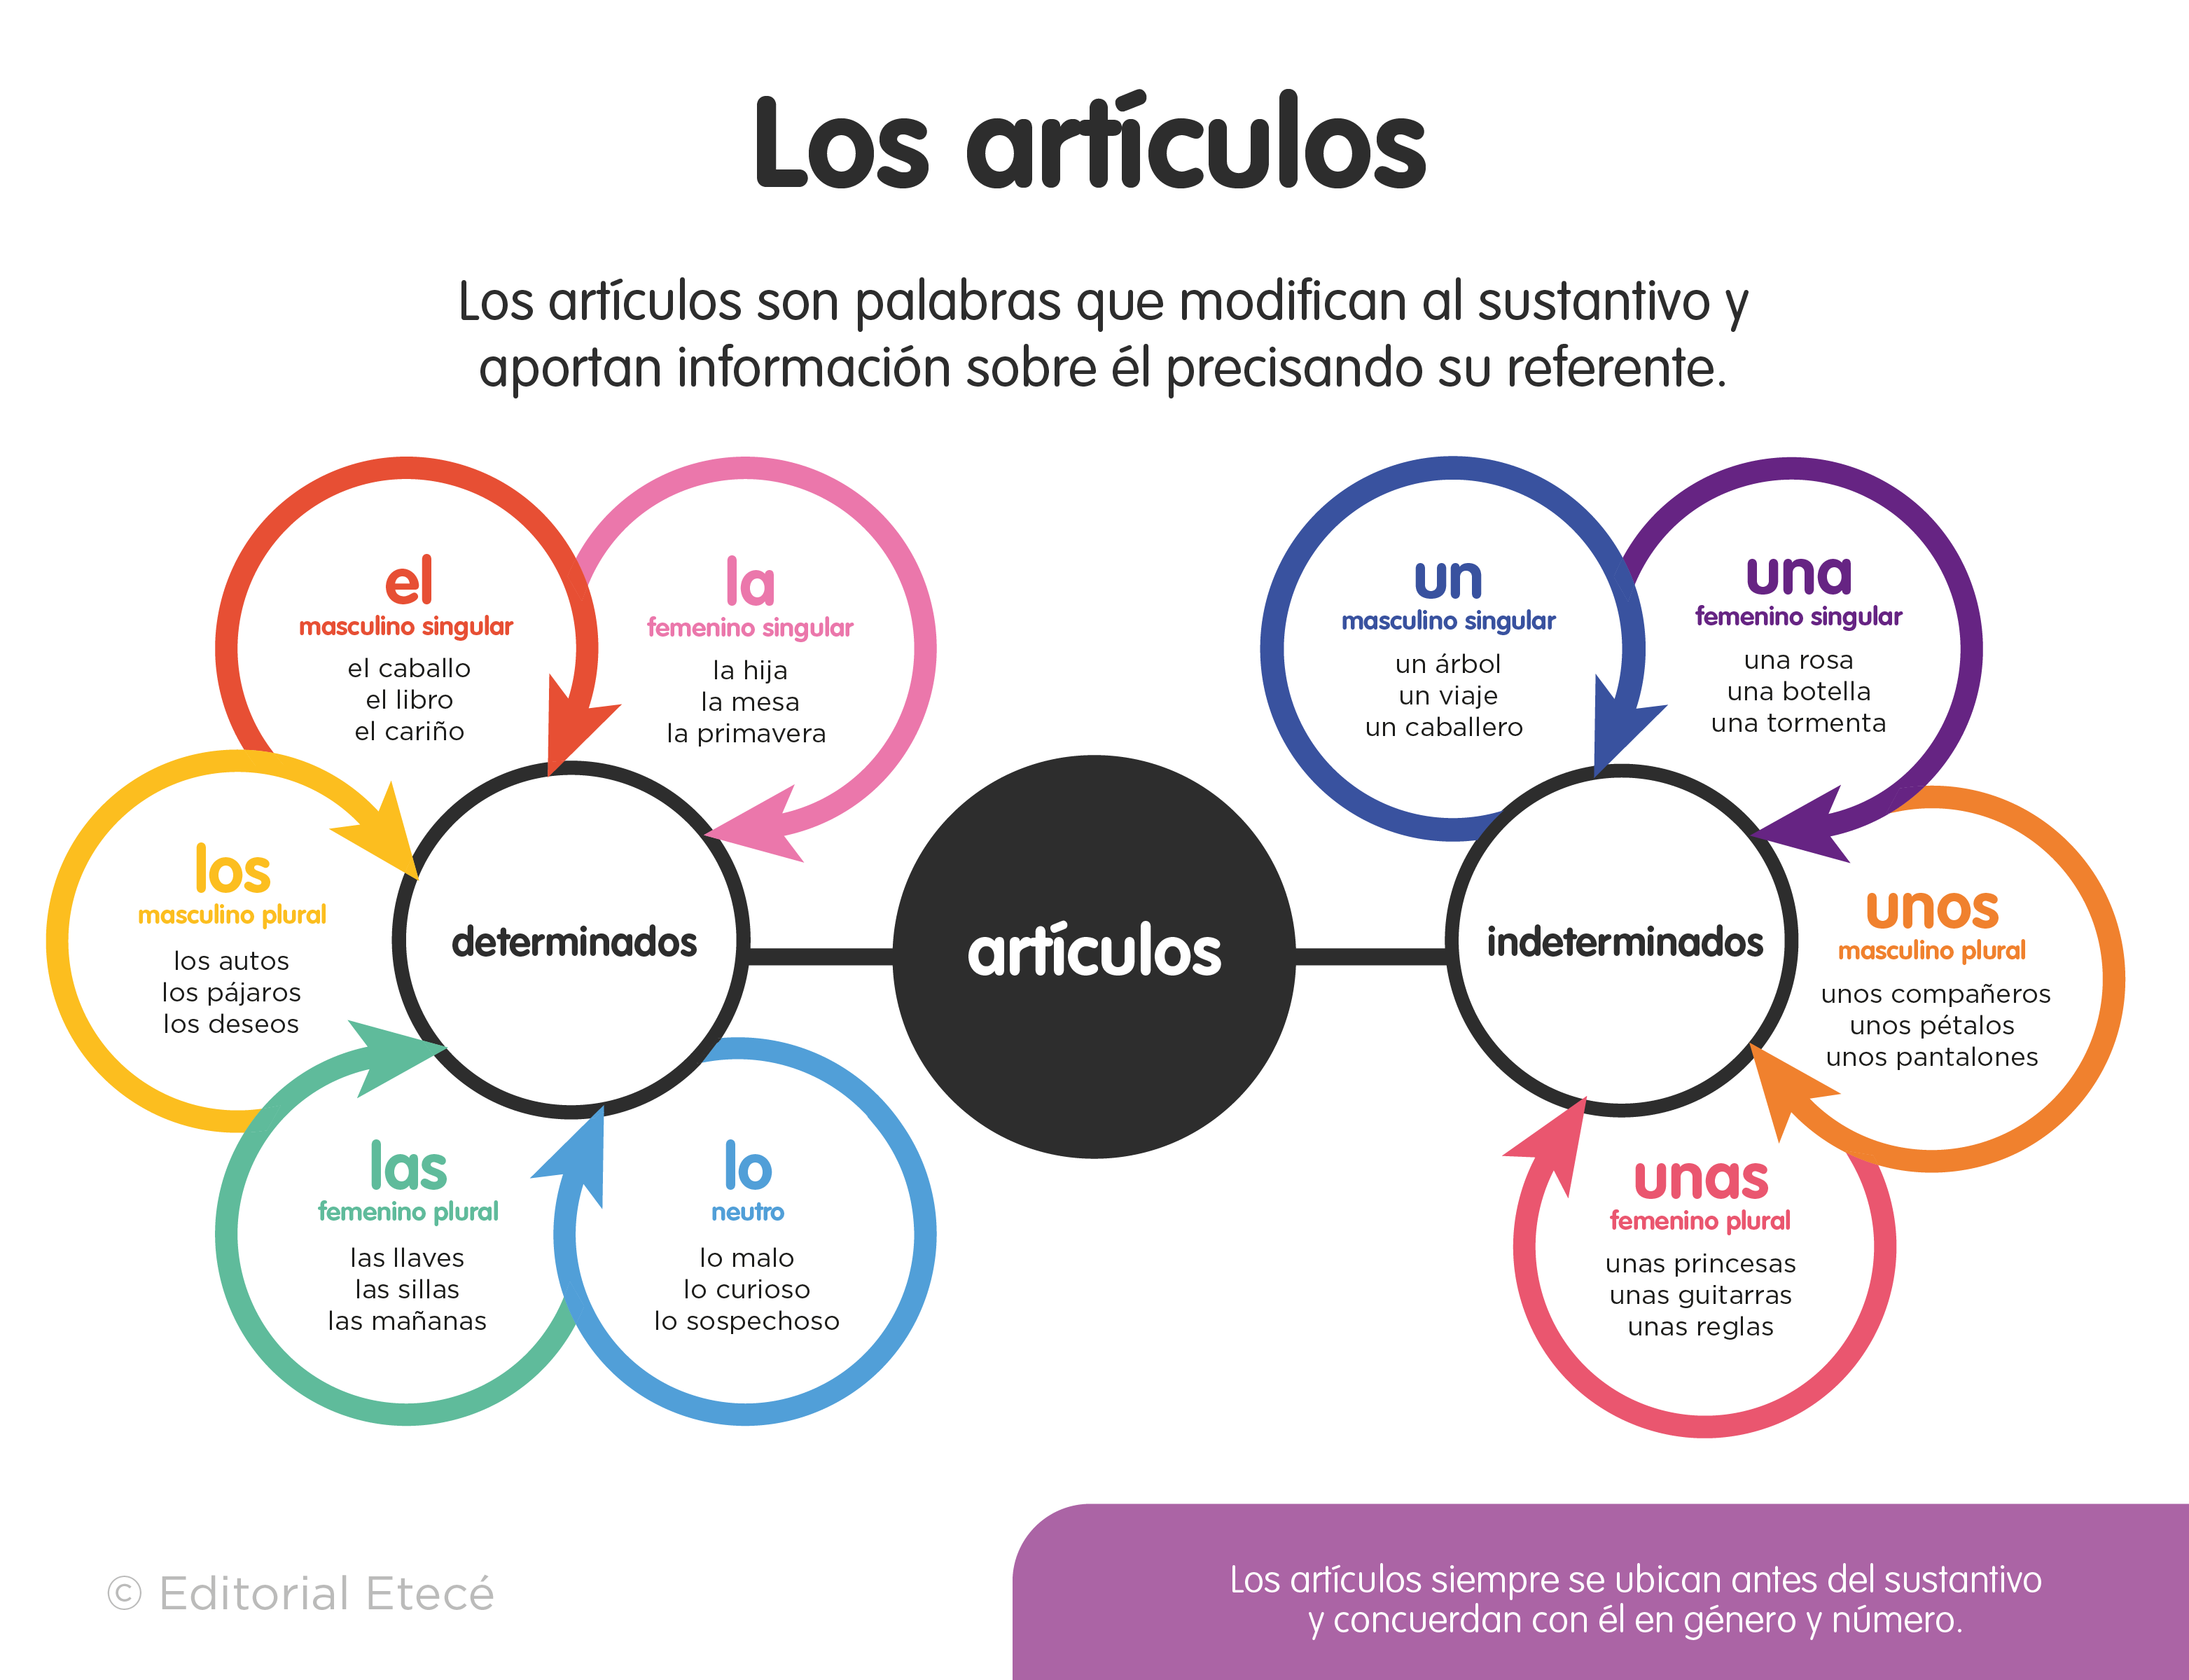 Los artículos
Los artículos son palabras que modifican al sustantivo y
aportan información sobre él precisando su referente.
el
masculino singular
el caballo
el libro
el cariño
la
femenino singular
la hija
la mesa
la primavera
los
masculino plural
los autos
los pájaros
los deseos
determinados
las
femenino plural
las llaves
las sillas
las mañanas
lo
neutro
lo malo
lo curioso
lo sospechoso
artículos
un
masculino singular
un árbol
un viaje
un caballero
una
femenino singular
una rosa
una botella
una tormenta
indeterminados
unos
masculino plural
unos compañeros
unos pétalos
unos pantalones
unas
femenino plural
unas princesas
unas guitarras
unas reglas
© Editorial Etecé
Los artículos siempre se ubican antes del sustantivo
y concuerdan con él en género y número.